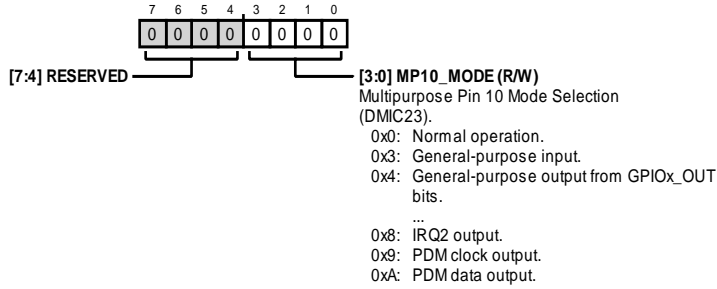 7 6 5 4 3 2 1 0
0 0 0 0 0 0 0 0
[7:4] RESERVED
[3:0] MP10_MODE (R/W)
Multipurpose Pin 10 Mode Selection
(DMIC23).
0x0: Normal operation.
0x3: General-purpose input.
0x4: General-purpose output from GPIOx_OUT
bits.
...
0x8: IRQ2 output.
0x9: PDM clock output.
0xA: PDM data output.